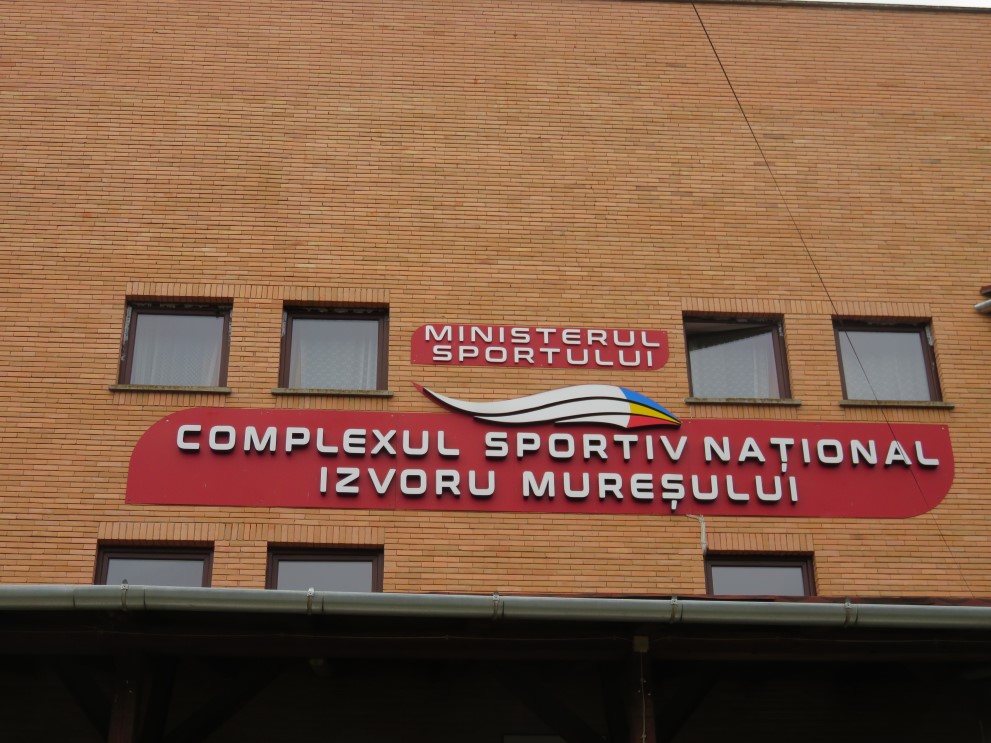 MINISTERUL
SPORTULUI
COMPLEXUL SPORTIV NAȚIONAL
IZVORU MUREȘULUI